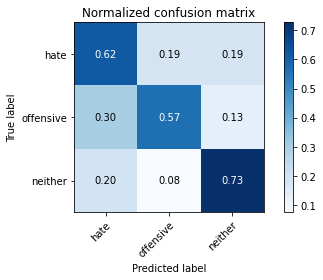 Normalized confusion matrix
True label
hate 0.62 0.19 0.19
offensive 0.30 0.57 0.13
neither 0.20 0.08 0.73
hate offensive neither
Predicted label
0.7
0.6
0.5
0.4
0.3
0.2
0.1